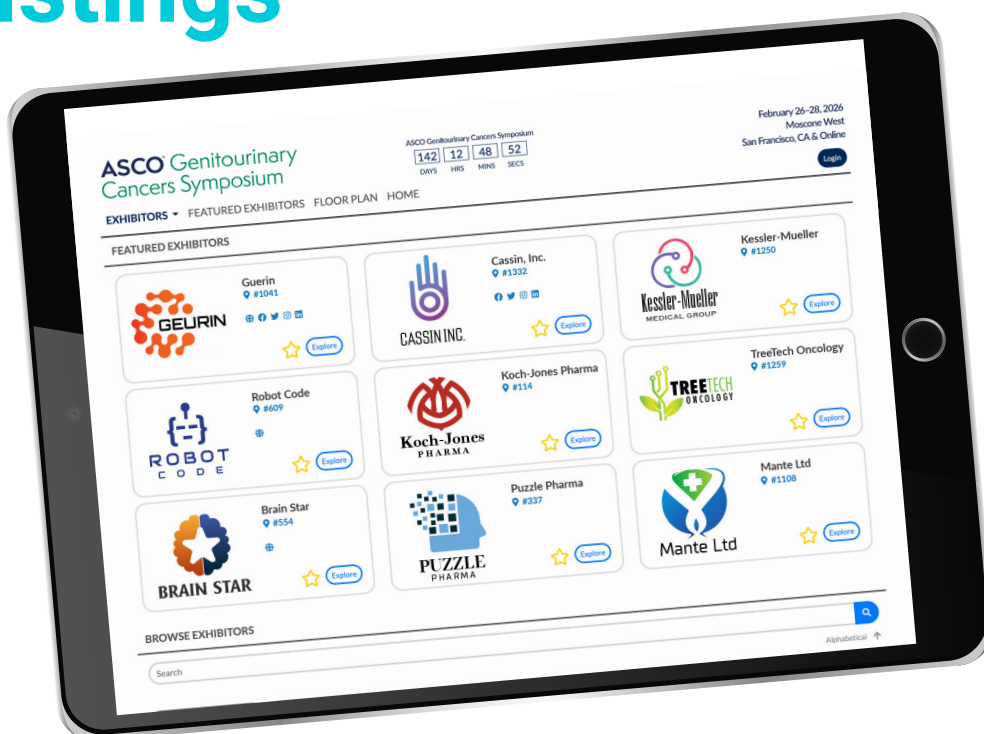 istings
ASCO Genitourinary
Cancers Symposium
ASCO Genitourinary Cancers Symposium
142 12 48 52
DAYS HRS MINS SECS
February 26-28, 2026
Moscone West
San Francisco, CA & Online
Login
EXHIBITORS FEATURED EXHIBITORS FLOOR PLAN HOME
FEATURED EXHIBITORS
GEURIN
Guerin
#1041
Explore
CASSIN INC.
Cassin, Inc.
#1332
Explore
Kessler-Mueller
MEDICAL GROUP
Kessler-Mueller
#1250
Explore
{-}
ROBOT
CODE
Robot Code
#609
Explore
Koch-Jones
PHARMA
Koch-Jones Pharma
#114
Explore
TREETECH
ONCOLOGY
TreeTech Oncology
#1259
Explore
BRAIN STAR
Brain Star
#554
Explore
PUZZLE
PHARMA
Puzzle Pharma
#337
Explore
Mante Ltd
Mante Ltd
#1108
Explore
BROWSE EXHIBITORS
Search
Alphabetical